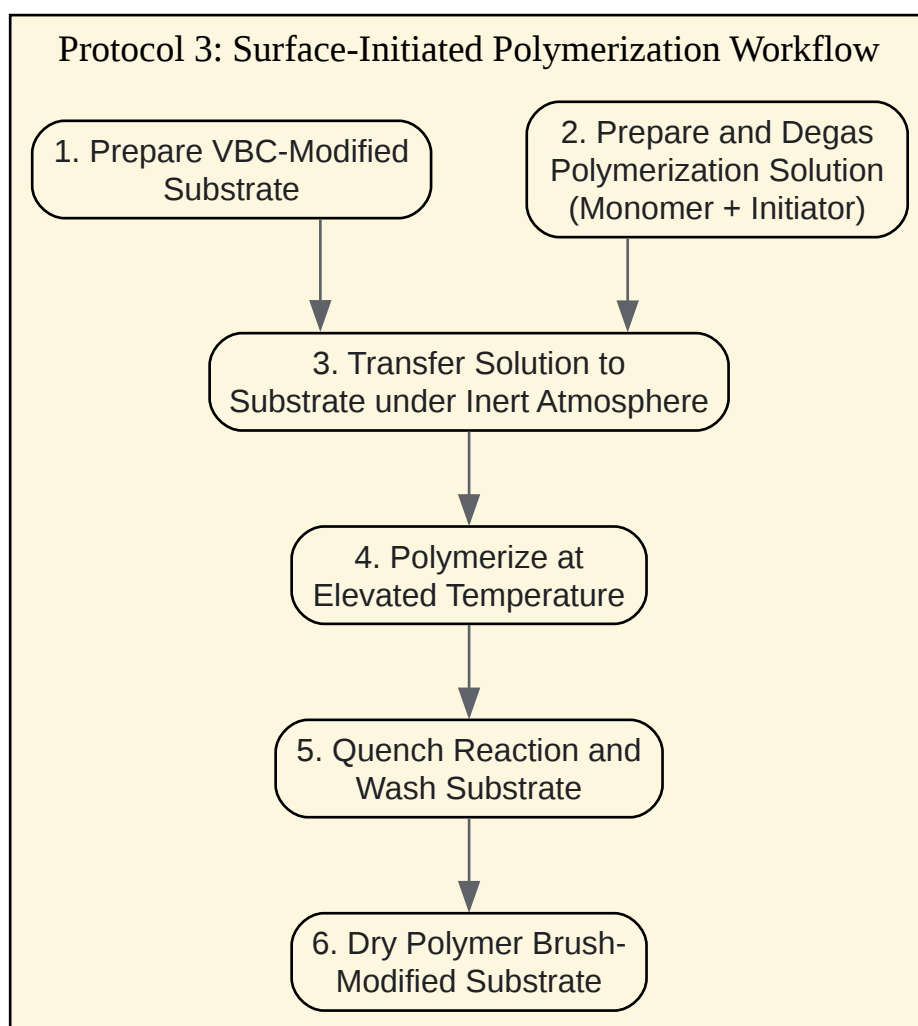 Protocol 3: Surface-Initiated Polymerization Workflow
1. Prepare VBC-Modified
Substrate
2. Prepare and Degas
Polymerization Solution
(Monomer + Initiator)
3. Transfer Solution to
Substrate under Inert Atmosphere
4. Polymerize at
Elevated Temperature
5. Quench Reaction and
Wash Substrate
6. Dry Polymer Brush-
Modified Substrate